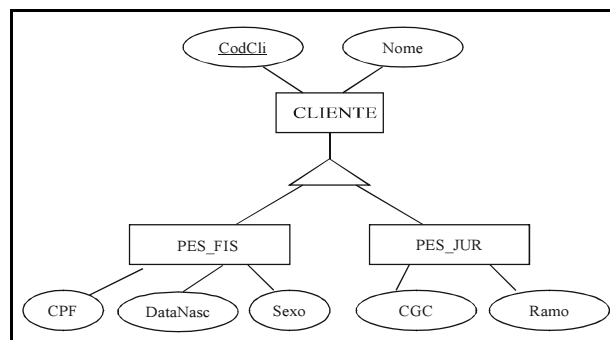 CodCli Nome
CLIENTE
PES_FIS PES_JUR
CPF DataNasc Sexo CGC Ramo